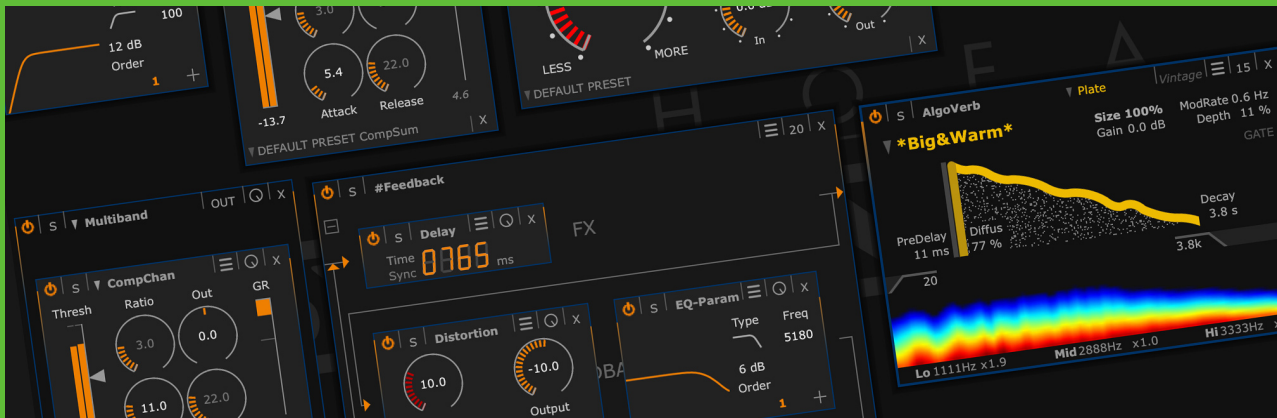 100
12 dB
Order
1
+
3.0
5.4
22.0
Attack
Release
4.6
-13.7
DEFAULT PRESET CompSum
X
LESS
MORE
0.0 dB
In
Out
DEFAULT PRESET
X
H O F A
S
Multiband
OUT
X
S
CompChan
X
Thresh
Ratio
Out
GR
3.0
0.0
11.0
22.0
S
#Feedback
20
X
S
Delay
X
Time
Sync
0765 ms
FX
S
Distortion
X
10.0
-10.0
Output
S
EQ-Param
X
Type
Freq
5180
6 dB
Order
1
+
S
AlgoVerb
Plate
Vintage
15
X
*Big&Warm*
Size 100%
Gain 0.0 dB
ModRate 0.6 Hz
Depth 11 %
GATE
PreDelay
11 ms
Diffus
77 %
Decay
3.8 s
3.8k
20
Lo 1111Hz x1.9
Mid 2888Hz x1.0
Hi 3333Hz